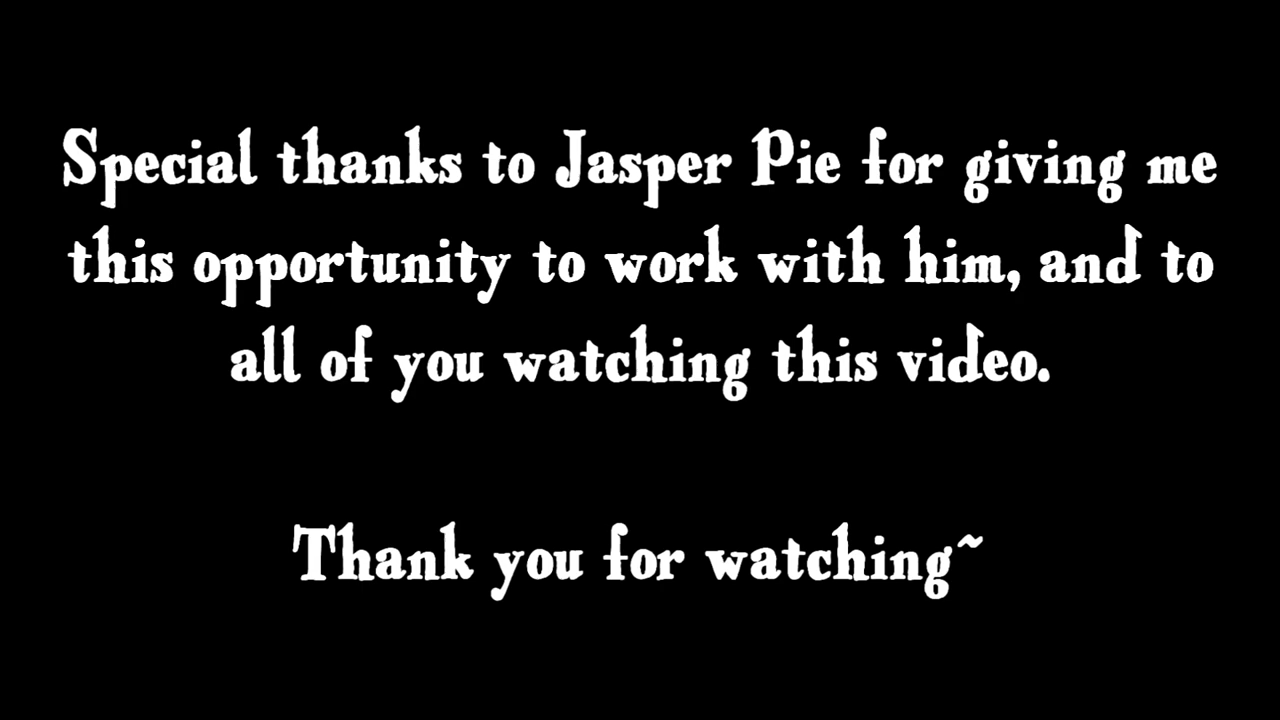 Special thanks to Jasper Pie for giving me
this opportunity to work with him, and to
all of you watching this video.
Thank you for watching~